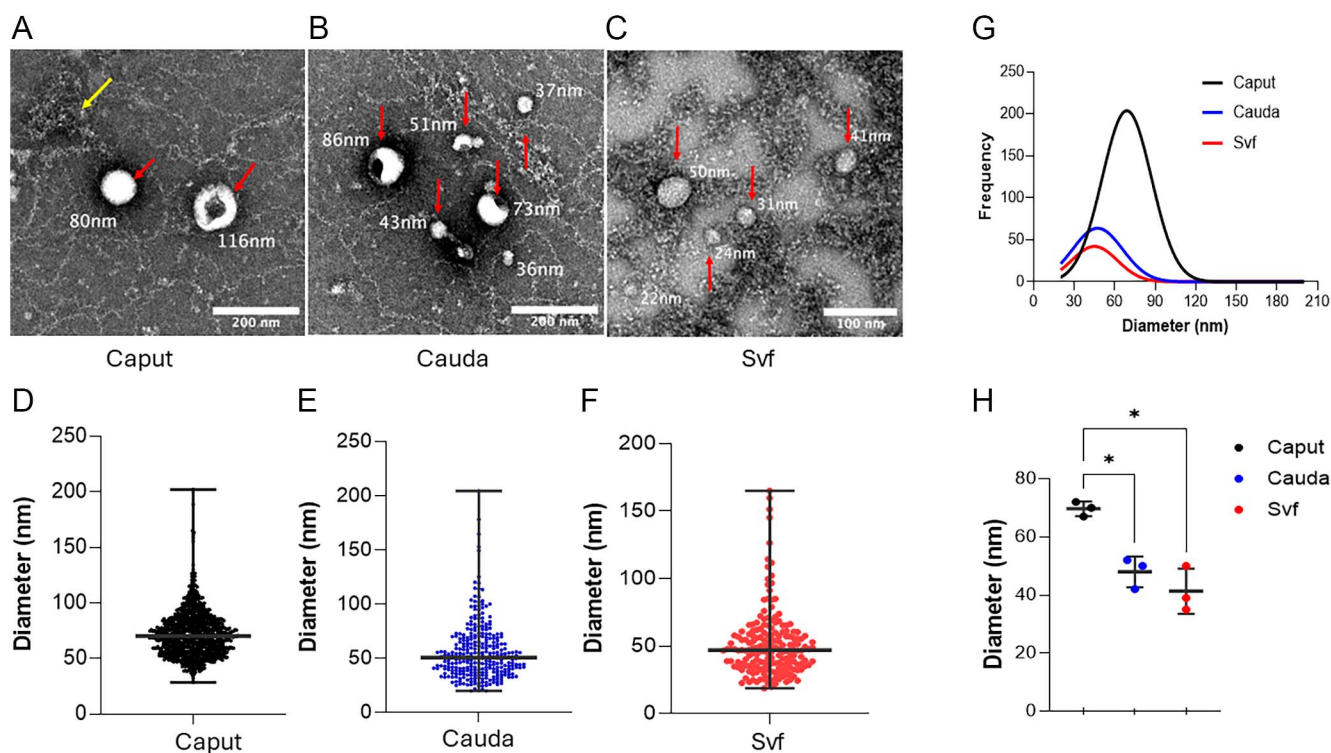 A
B
C
G
37nm
51nm
86nm
41nm
50nm
80nm
116nm
43nm
73nm
36nm
31nm
24nm
22nm
200 nm
200 nm
100 nm
Caput
Cauda
Svf
Frequency
250
200
150
100
50
0
0 30 60 90 120 150 180 210
Diameter (nm)
Caput
Cauda
Svf
D
E
F
H
Diameter (nm)
250
200
150
100
50
0
Caput
Diameter (nm)
250
200
150
100
50
0
Cauda
Diameter (nm)
200
150
100
50
0
Svf
Diameter (nm)
80
60
40
20
0
*
*
Caput
Cauda
Svf